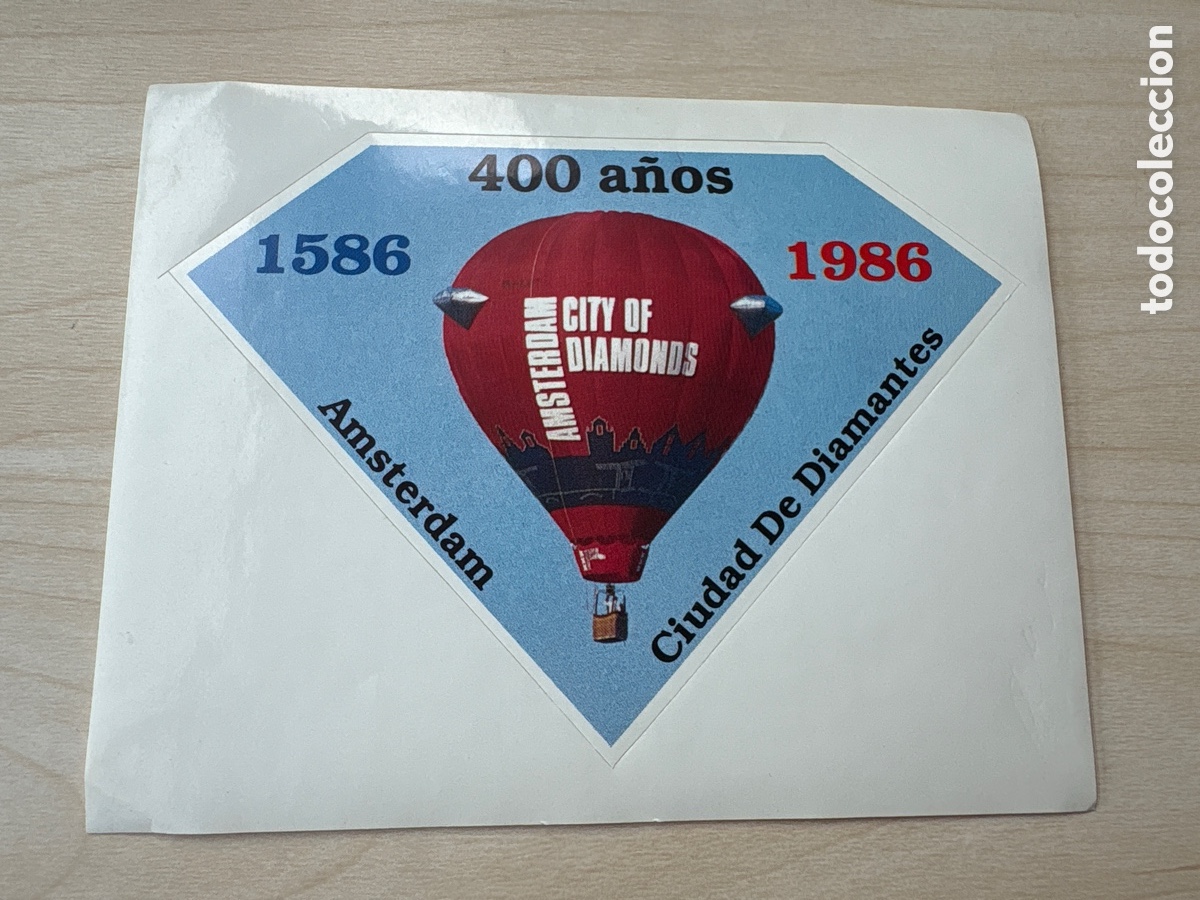 400 años
1586
1986
AMSTERDAM
CITY OF
DIAMONDS
Amsterdam
Ciudad De Diamantes
todocoleccion